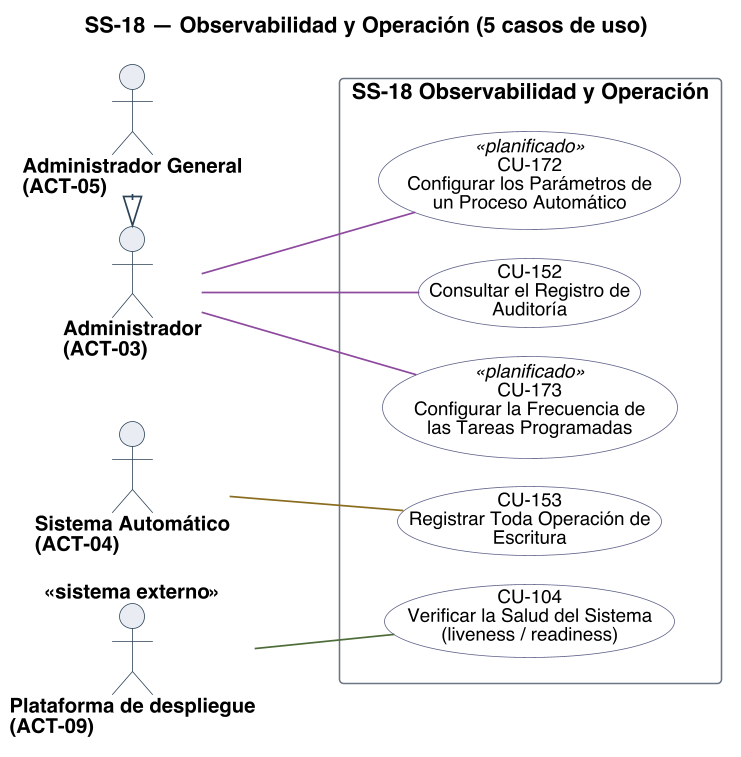 SS-18 — Observabilidad y Operación (5 casos de uso)
SS-18 Observabilidad y Operación
Administrador General
(ACT-05)
«planificado»
CU-172
Configurar los Parámetros de
un Proceso Automático
Administrador
(ACT-03)
CU-152
Consultar el Registro de
Auditoría
«planificado»
CU-173
Configurar la Frecuencia de
las Tareas Programadas
Sistema Automático
(ACT-04)
CU-153
Registrar Toda Operación de
Escritura
«sistema externo»
Plataforma de despliegue
(ACT-09)
CU-104
Verificar la Salud del Sistema
(liveness / readiness)